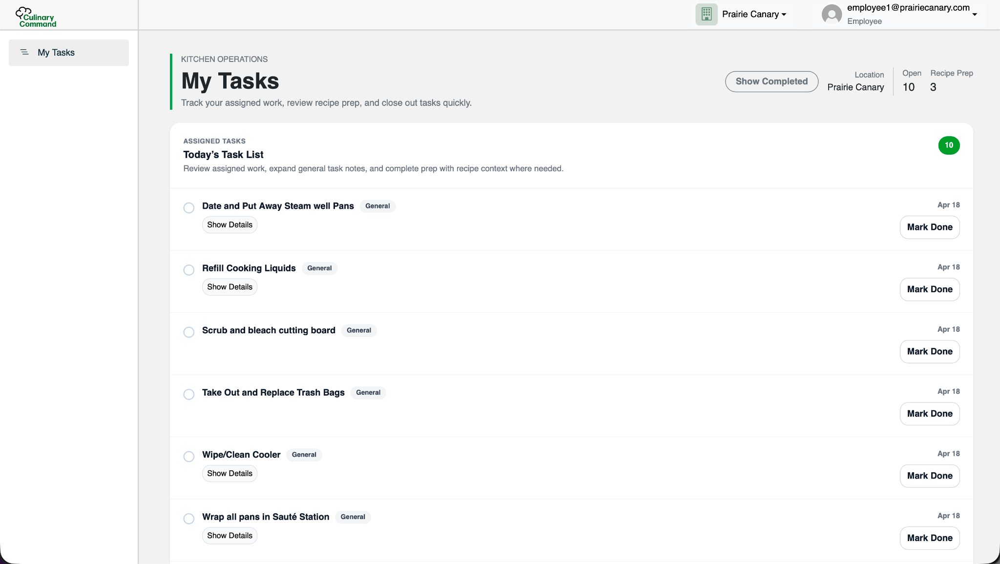 Culinary
Command
Prairie Canary
employee1@prairiecanary.com
Employee
My Tasks
KITCHEN OPERATIONS
My Tasks
Track your assigned work, review recipe prep, and close out tasks quickly.
Show Completed
Location
Prairie Canary
Open
10
Recipe Prep
3
ASSIGNED TASKS
Today’s Task List
Review assigned work, expand general task notes, and complete prep with recipe context where needed.
10
Date and Put Away Steam well Pans General
Show Details
Apr 18
Mark Done
Refill Cooking Liquids General
Show Details
Apr 18
Mark Done
Scrub and bleach cutting board General
Apr 18
Mark Done
Take Out and Replace Trash Bags General
Apr 18
Mark Done
Wipe/Clean Cooler General
Show Details
Apr 18
Mark Done
Wrap all pans in Sauté Station General
Show Details
Apr 18
Mark Done